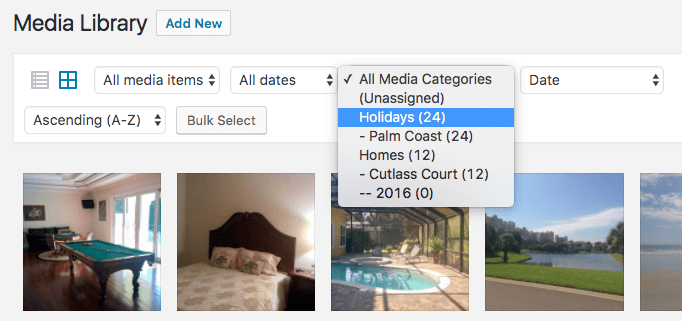 Media Library Add New
All media items All dates ✓ All Media Categories Date
(Unassigned)
Holidays (24)
- Palm Coast (24)
Homes (12)
- Cutlass Court (12)
-- 2016 (0)
Ascending (A-Z) Bulk Select